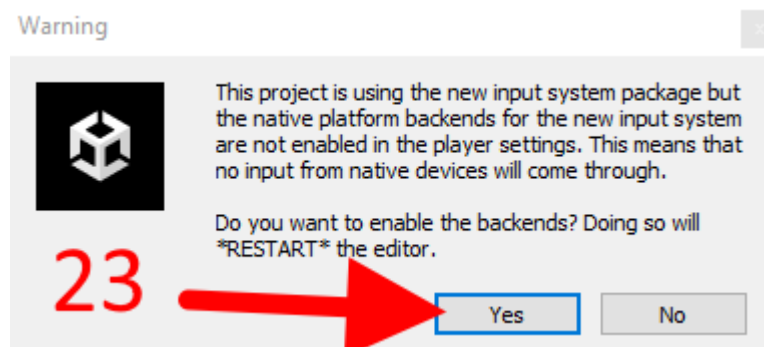 Warning
This project is using the new input system package but
the native platform backends for the new input system
are not enabled in the player settings. This means that
no input from native devices will come through.
Do you want to enable the backends? Doing so will
*RESTART* the editor.
23
Yes
No